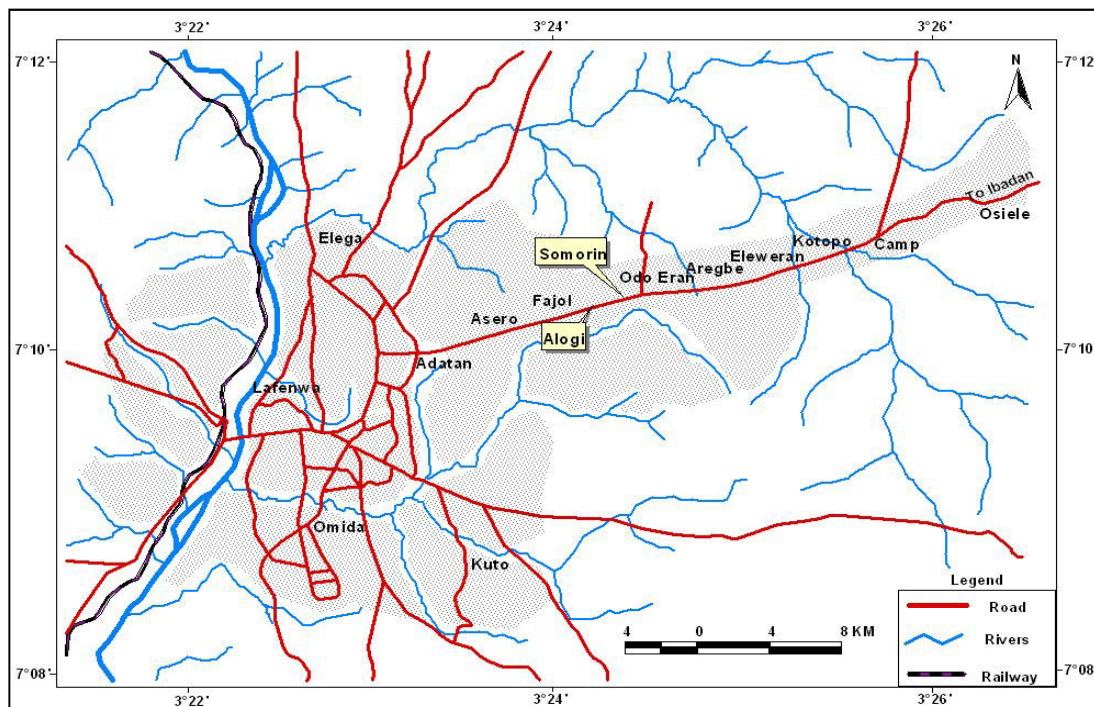 3°22'
3°24'
3°26'
7°12'
7°12
N
To Ibadan
Osiele
Elega
Somorin
Kotopo
Camp
Eleweran
Aregbe
Odo Eran
Fajol
Asero
Alogi
7°10'
7°10
Adatan
Lafenwa
Omida
Kuto
Legend
Road
Rivers
Railway
4 0 4 8 KM
7°08'
7°08
3°22'
3°24'
3°26'